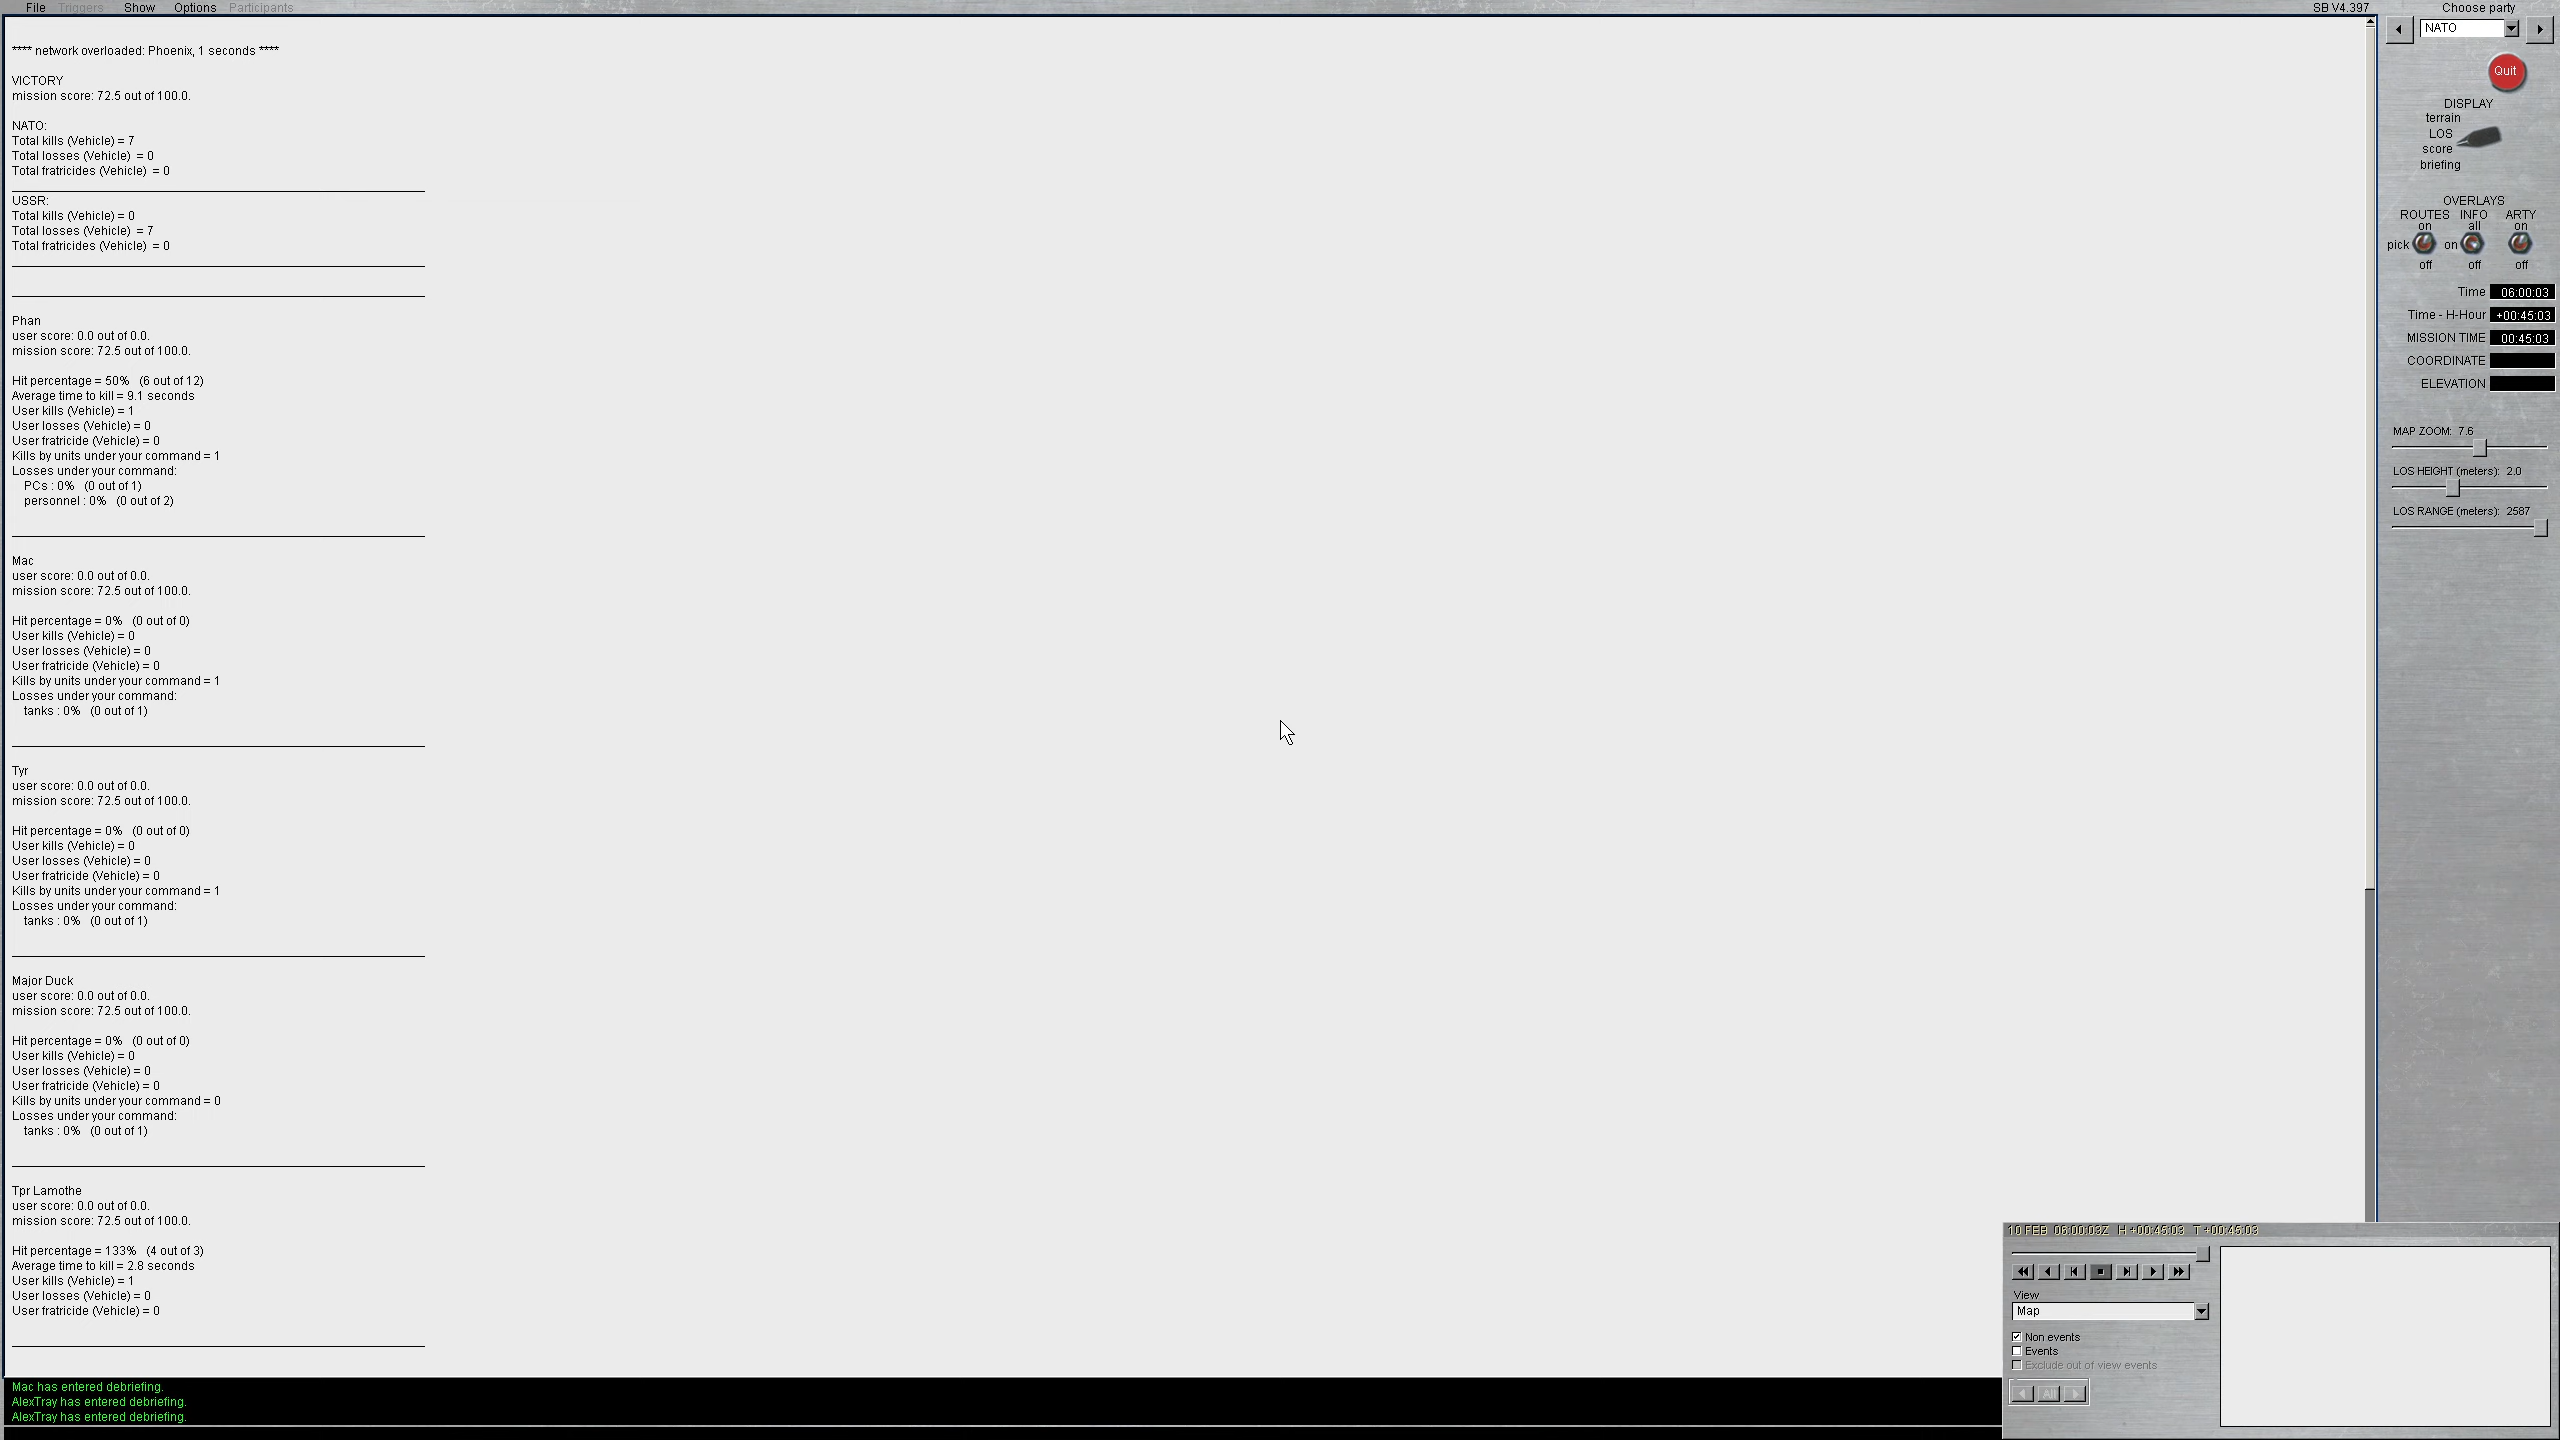 File Triggers Show Options Participants SB V4.397 Choose party
NATO
Quit
**** network overloaded: Phoenix, 1 seconds ****
VICTORY
mission score: 72.5 out of 100.0.
NATO:
Total kills (Vehicle) = 7
Total losses (Vehicle) = 0
Total fratricides (Vehicle) = 0
USSR:
Total kills (Vehicle) = 0
Total losses (Vehicle) = 7
Total fratricides (Vehicle) = 0
Phan
user score: 0.0 out of 0.0.
mission score: 72.5 out of 100.0.
Hit percentage = 50% (6 out of 12)
Average time to kill = 9.1 seconds
User kills (Vehicle) = 1
User losses (Vehicle) = 0
User fratricide (Vehicle) = 0
Kills by units under your command = 1
Losses under your command:
PCs : 0% (0 out of 1)
personnel : 0% (0 out of 2)
Mac
user score: 0.0 out of 0.0.
mission score: 72.5 out of 100.0.
Hit percentage = 0% (0 out of 0)
User kills (Vehicle) = 0
User losses (Vehicle) = 0
User fratricide (Vehicle) = 0
Kills by units under your command = 1
Losses under your command:
tanks : 0% (0 out of 1)
Tyr
user score: 0.0 out of 0.0.
mission score: 72.5 out of 100.0.
Hit percentage = 0% (0 out of 0)
User kills (Vehicle) = 0
User losses (Vehicle) = 0
User fratricide (Vehicle) = 0
Kills by units under your command = 1
Losses under your command:
tanks : 0% (0 out of 1)
Major Duck
user score: 0.0 out of 0.0.
mission score: 72.5 out of 100.0.
Hit percentage = 0% (0 out of 0)
User kills (Vehicle) = 0
User losses (Vehicle) = 0
User fratricide (Vehicle) = 0
Kills by units under your command = 0
Losses under your command:
tanks : 0% (0 out of 1)
Tpr Lamothe
user score: 0.0 out of 0.0.
mission score: 72.5 out of 100.0.
Hit percentage = 133% (4 out of 3)
Average time to kill = 2.8 seconds
User kills (Vehicle) = 1
User losses (Vehicle) = 0
User fratricide (Vehicle) = 0
Mac has entered debriefing.
AlexTray has entered debriefing.
AlexTray has entered debriefing.
DISPLAY
terrain
LOS
score
briefing
OVERLAYS
ROUTES INFO ARTY
on all on
pick on
off off off
Time 06:00:03
Time - H-Hour +00:45:03
MISSION TIME 00:45:03
COORDINATE
ELEVATION
MAP ZOOM: 7.6
LOS HEIGHT (meters): 2.0
LOS RANGE (meters): 2587
10 FEB 06:00:03Z H +00:45:03 T +00:45:03
View
Map
Non events
Events
Exclude out of view events
All